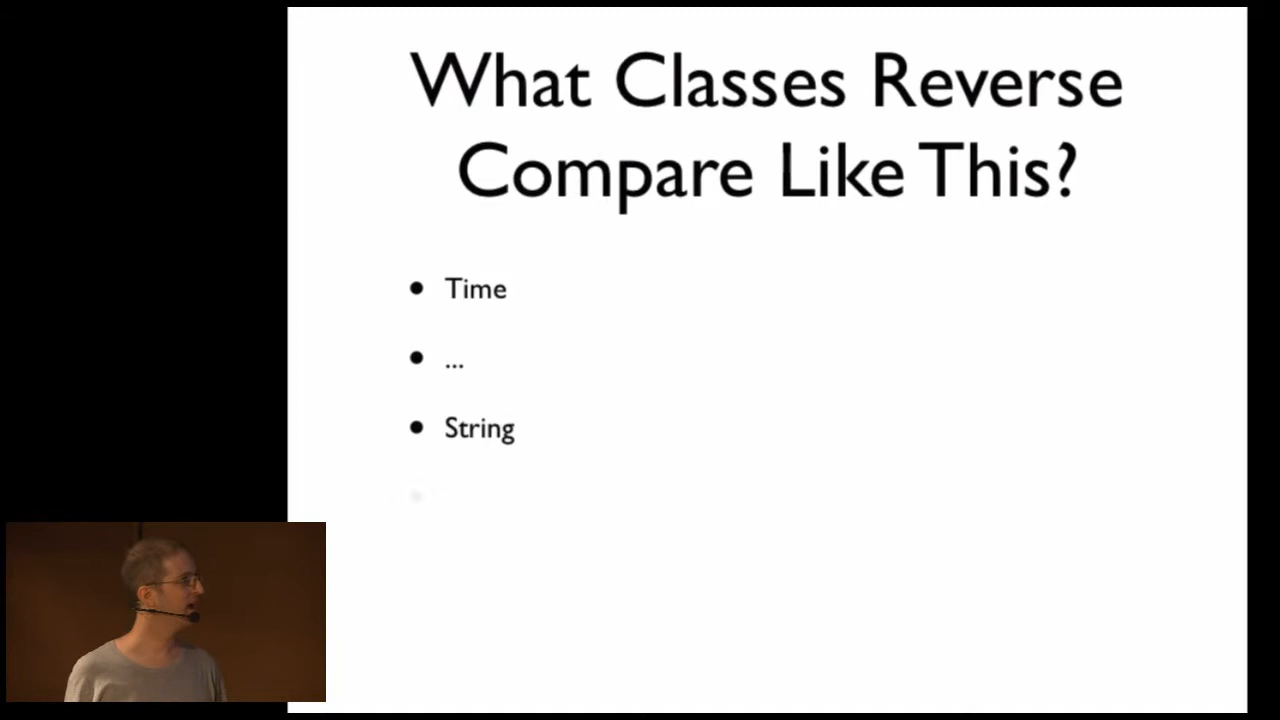 What Classes Reverse
Compare Like This?
• Time
• ...
• String